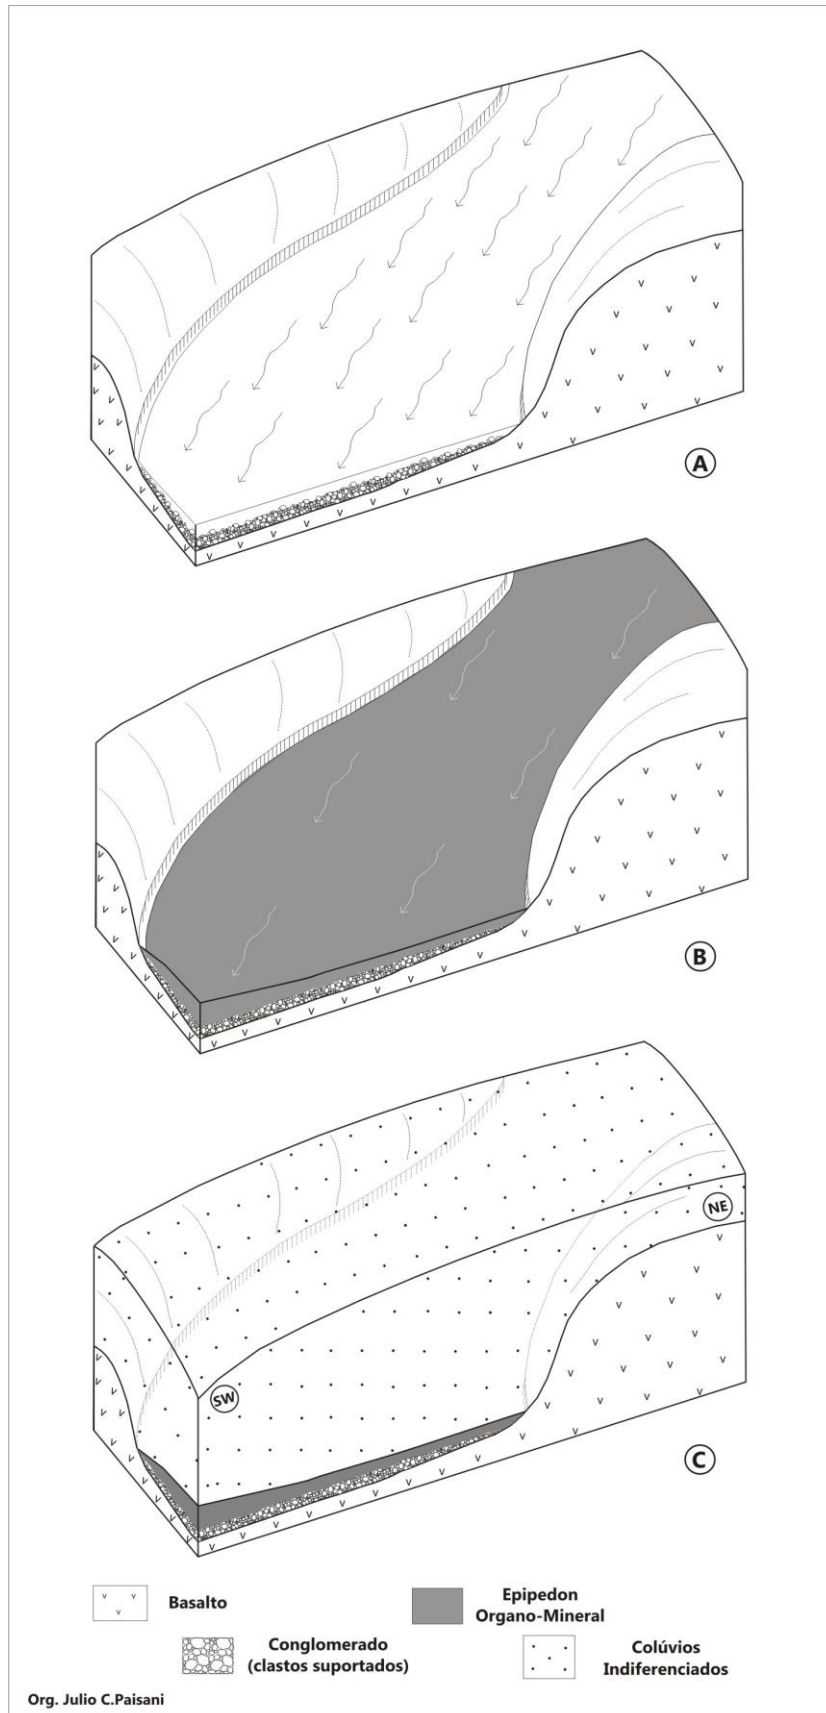 A
B
NE
SW
C
Basalto
Epipedon
Organo-Mineral
Conglomerado
(clastos suportados)
Colúvios
Indiferenciados
Org. Julio C.Paisani